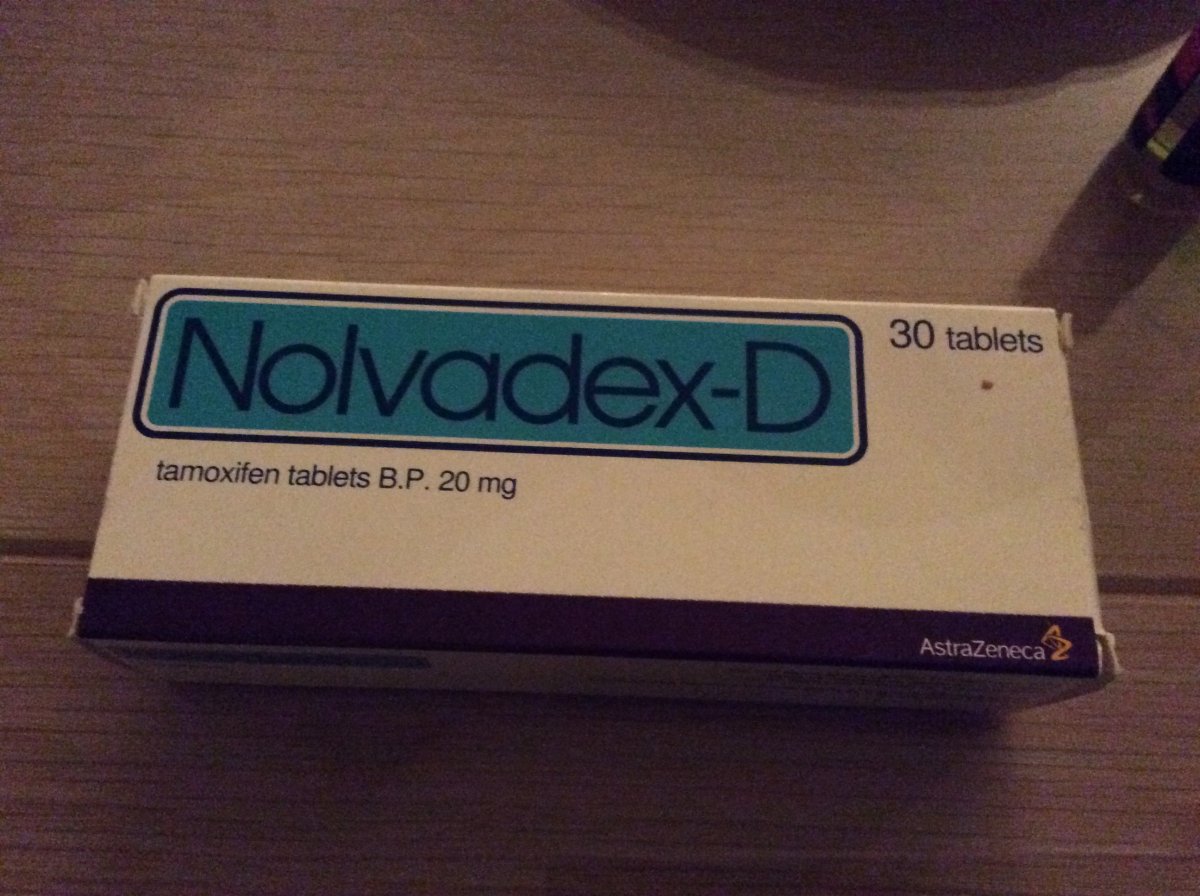 Nolvadex-D
30 tablets
tamoxifen tablets B.P. 20 mg
AstraZeneca